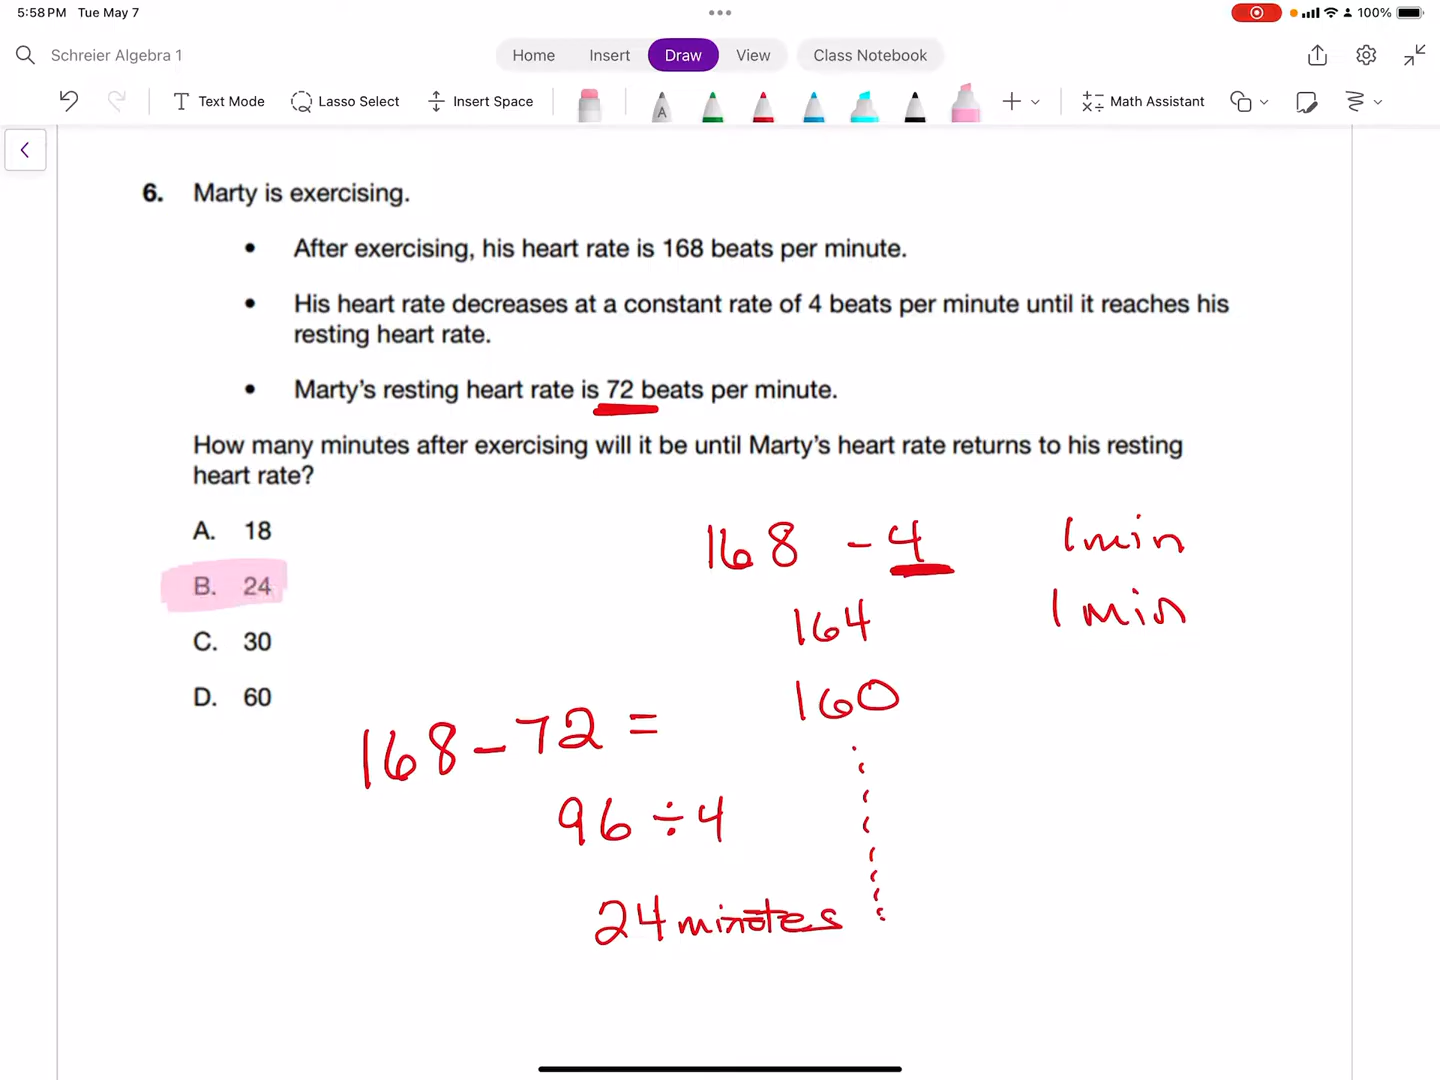 5:58 PM Tue May 7
100%
Schreier Algebra 1
Home Insert Draw View Class Notebook
Text Mode Lasso Select Insert Space Math Assistant
6. Marty is exercising.
• After exercising, his heart rate is 168 beats per minute.
• His heart rate decreases at a constant rate of 4 beats per minute until it reaches his
resting heart rate.
• Marty's resting heart rate is 72 beats per minute.
How many minutes after exercising will it be until Marty's heart rate returns to his resting
heart rate?
A. 18
B. 24
C. 30
D. 60
168 - 4 1 min
164 1 min
160
168 - 72 =
96 ÷ 4
24 minutes